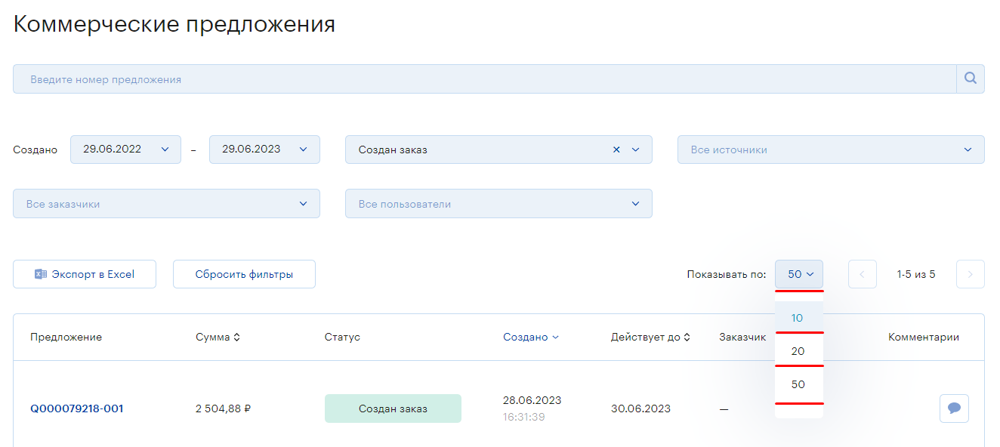 Коммерческие предложения
Введите номер предложения
Создано 29.06.2022 – 29.06.2023 Создан заказ Все источники
Все заказчики Все пользователи
Экспорт в Excel Сбросить фильтры Показывать по: 50 1-5 из 5
10
20
50
Предложение Сумма Статус Создано Действует до Заказчик Комментарии
Q000079218-001 2 504,88 ₽ Создан заказ 28.06.2023 30.06.2023 —
16:31:39